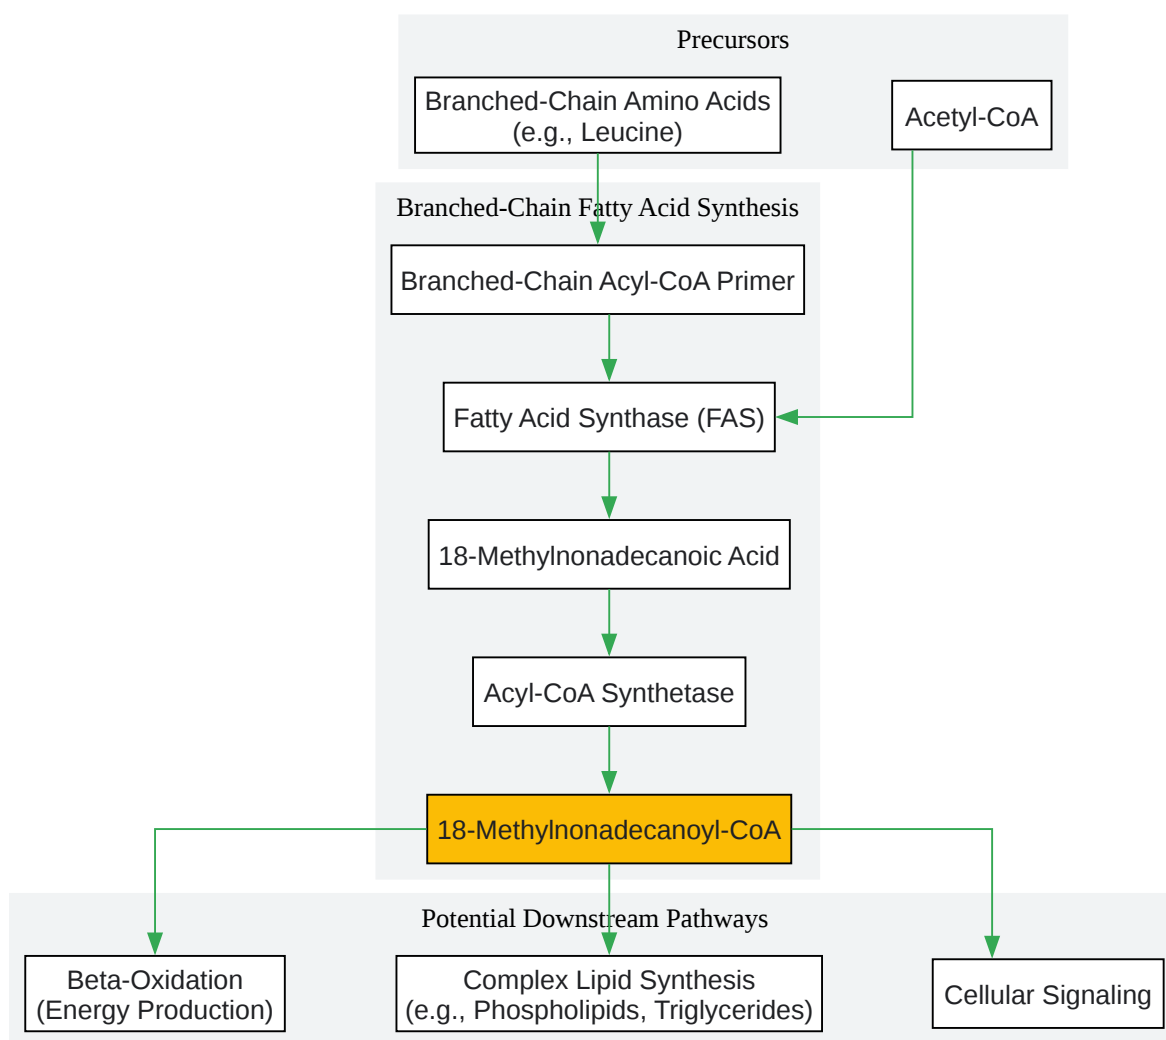 Precursors
Branched-Chain Amino Acids
(e.g., Leucine)
Acetyl-CoA
Branched-Chain Fatty Acid Synthesis
Branched-Chain Acyl-CoA Primer
Fatty Acid Synthase (FAS)
18-Methylnonadecanoic Acid
Acyl-CoA Synthetase
18-Methylnonadecanoyl-CoA
Potential Downstream Pathways
Beta-Oxidation
(Energy Production)
Complex Lipid Synthesis
(e.g., Phospholipids, Triglycerides)
Cellular Signaling